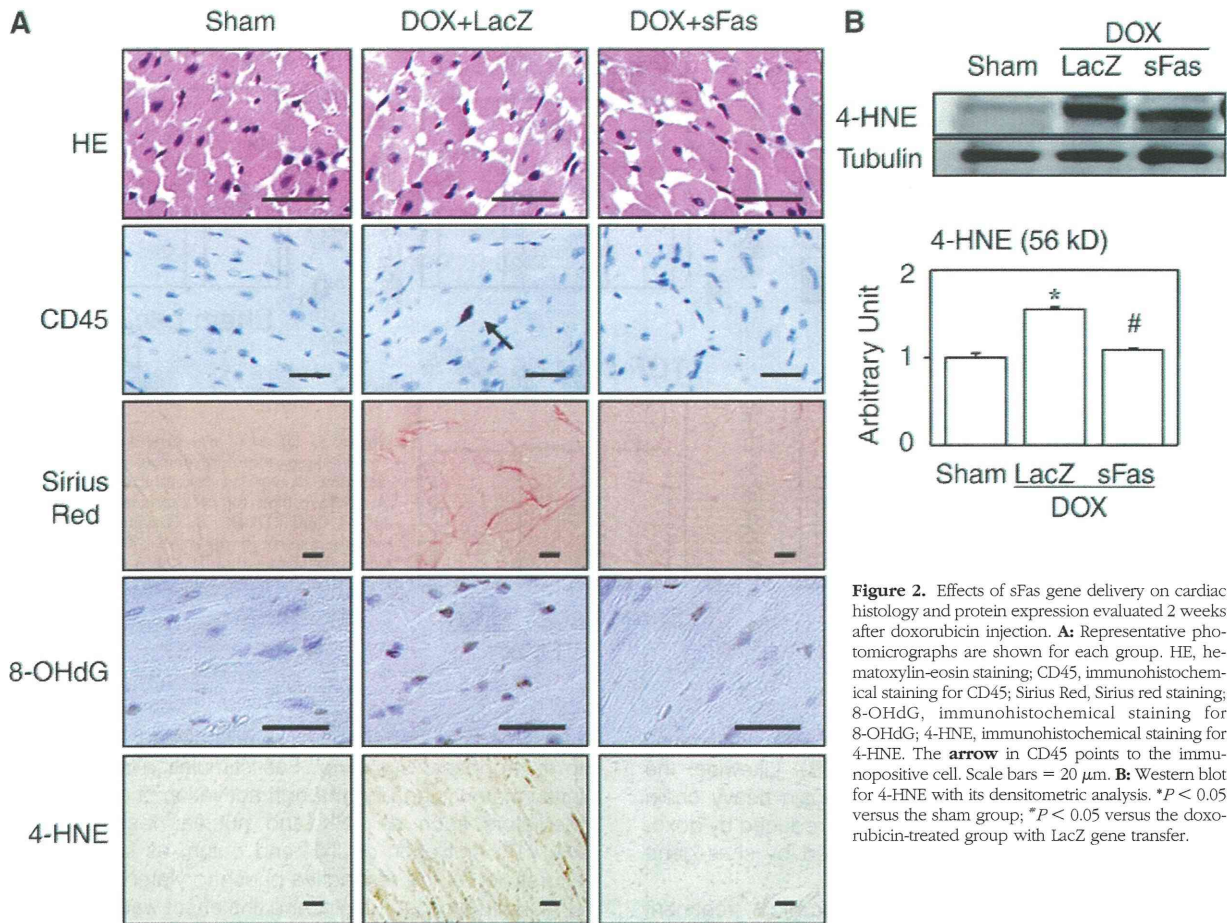 A
Sham DOX+LacZ DOX+sFas
HE
CD45
Sirius
Red
8-OHdG
4-HNE
B
DOX
Sham LacZ sFas
4-HNE
Tubulin
4-HNE (56 kD)
Arbitrary Unit
2
1
0
*
#
Sham LacZ sFas
DOX
Figure 2. Effects of sFas gene delivery on cardiac
histology and protein expression evaluated 2 weeks
after doxorubicin injection. A: Representative pho-
tomicrographs are shown for each group. HE, he-
matoxylin-eosin staining; CD45, immunohistochem-
ical staining for CD45; Sirius Red, Sirius red staining;
8-OHdG, immunohistochemical staining for
8-OHdG; 4-HNE, immunohistochemical staining for
4-HNE. The arrow in CD45 points to the immu-
nopositive cell. Scale bars = 20 μm. B: Western blot
for 4-HNE with its densitometric analysis. *P < 0.05
versus the sham group; #P < 0.05 versus the doxo-
rubicin-treated group with LacZ gene transfer.